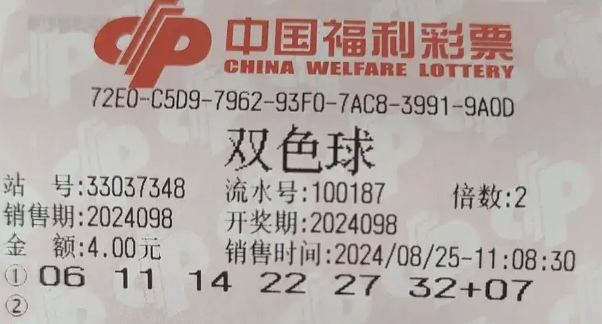 中国福利彩票
CHINA WELFARE LOTTERY
72E0-C5D9-7962-93F0-7AC8-3991-9A0D
双色球
站 号:33037348 流水号:100187 倍数:2
销售期:2024098 开奖期:2024098
金 额:4.00元 销售时间:2024/08/25-11:08:30
① 06 11 14 22 27 32+07
②